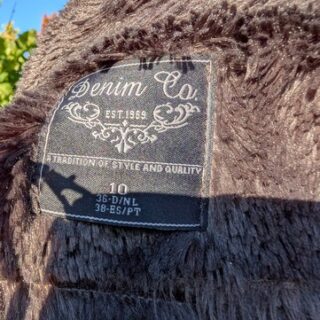 Denim Co.
EST. 1969
A TRADITION OF STYLE AND QUALITY
10
36-D/NL
38-ES/PT